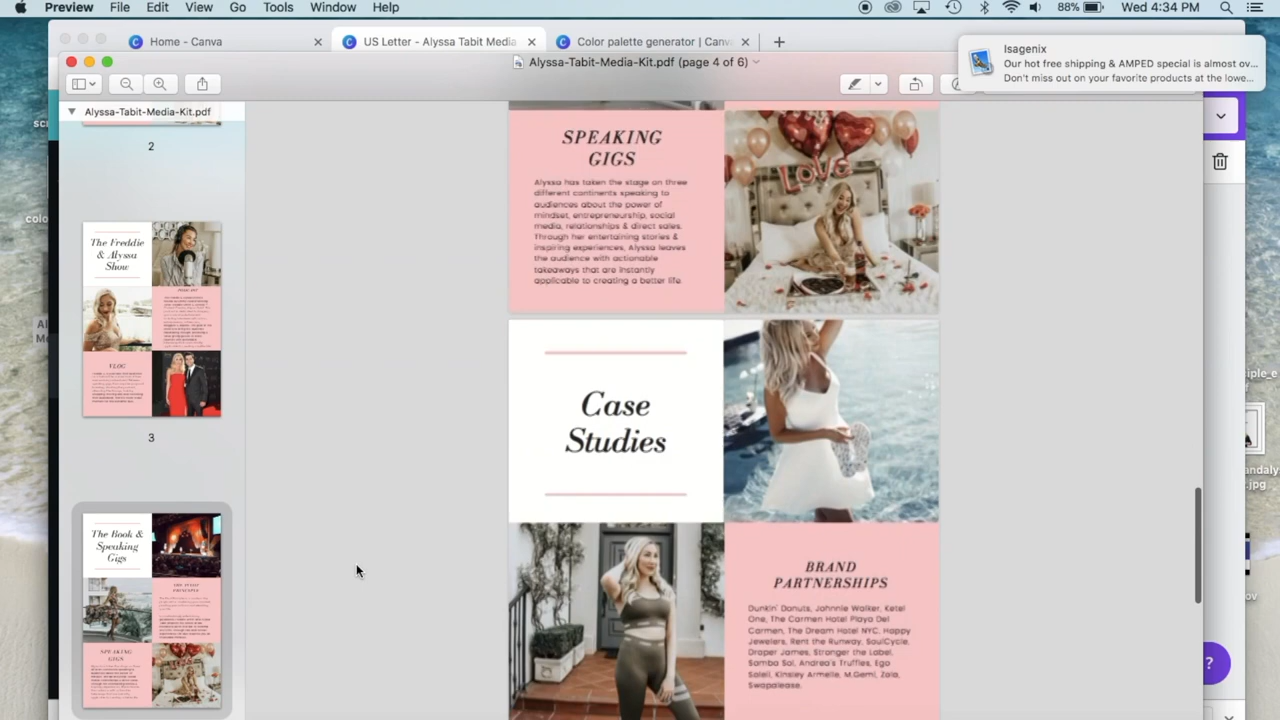 Preview File Edit View Go Tools Window Help
88% Wed 4:34 PM
Home - Canva
US Letter - Alyssa Tabit Media
Color palette generator | Canv
Alyssa-Tabit-Media-Kit.pdf (page 4 of 6)
Isagenix
Our hot free shipping & AMPED special is almost ov...
Don't miss out on your favorite products at the lowe...
Alyssa-Tabit-Media-Kit.pdf
2
The Freddie
& Alyssa
Show
PODCAST
VLOG
3
The Book &
Speaking
Gigs
SPEAKING
GIGS
SPEAKING
GIGS
Alyssa has taken the stage on three
different continents speaking to
audiences about the power of
mindset, entrepreneurship, social
media, relationships & direct sales.
Through her entertaining stories &
inspiring experiences, Alyssa leaves
the audience with actionable
takeaways that are instantly
applicable to creating a better life.
LOVE
Case
Studies
BRAND
PARTNERSHIPS
Dunkin' Donuts, Johnnie Walker, Ketel
One, The Carmen Hotel Playa Del
Carmen, The Dream Hotel NYC, Happy
Jewelers, Rent the Runway, SoulCycle,
Draper James, Stronger the Label,
Samba Sol, Andrea's Truffles, Ego
Soleil, Kinsley Armelle, M.Gemi, Zola,
Swapdease.
?